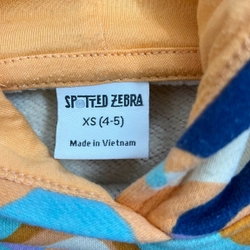 SPOTTED ZEBRA
XS (4-5)
Made in Vietnam